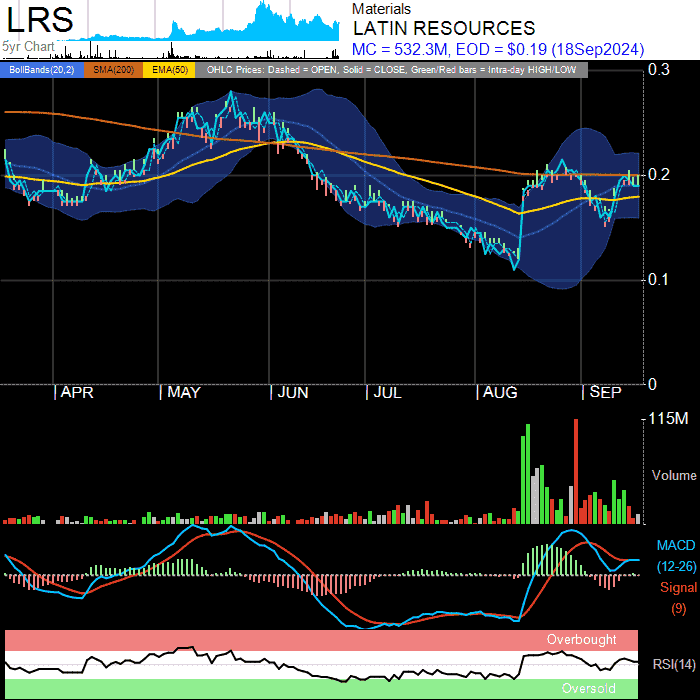 LRS
5yr Chart
Materials
LATIN RESOURCES
MC = 532.3M, EOD = $0.19 (18Sep2024)
BollBands(20,2) SMA(200) EMA(50) OHLC Prices: Dashed = OPEN, Solid = CLOSE, Green/Red bars = Intra-day HIGH/LOW
0.3
0.2
0.1
0
APR MAY JUN JUL AUG SEP
115M
Volume
MACD
(12-26)
Signal
(9)
Overbought
RSI(14)
Oversold